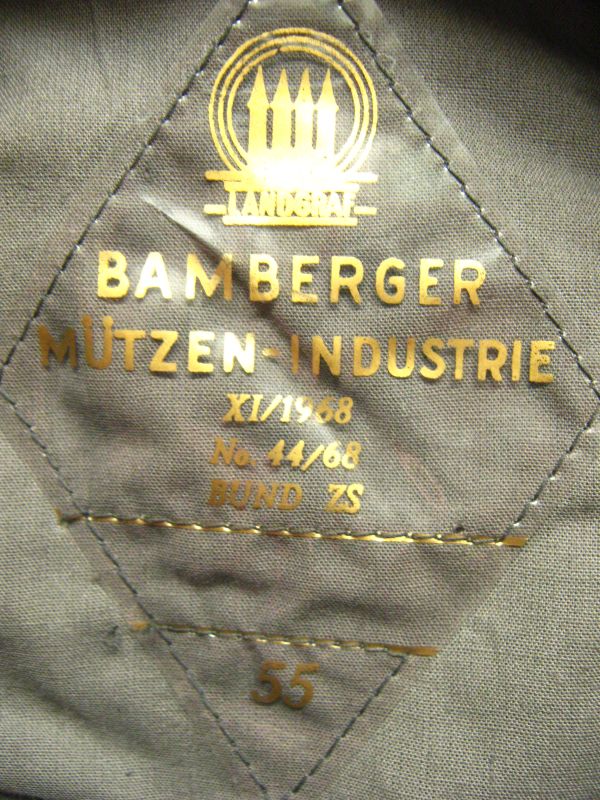 LANDGRAF
BAMBERGER
MÜTZEN-INDUSTRIE
XI/1968
No. 44/68
BUND ZS
55